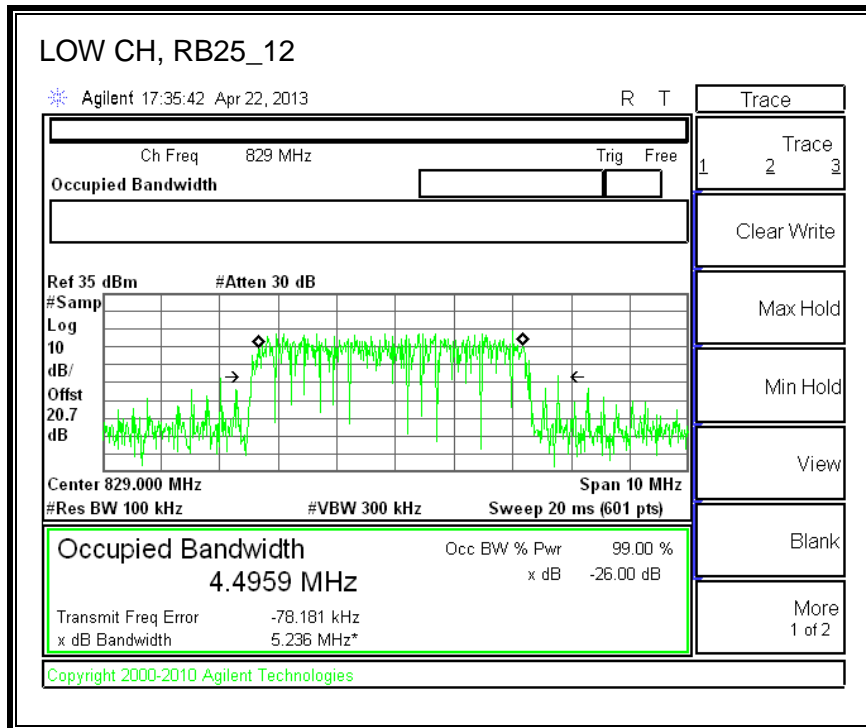 LOW CH, RB25_12
Agilent 17:35:42 Apr 22, 2013 R T
Ch Freq 829 MHz Trig Free
Occupied Bandwidth
Ref 35 dBm #Atten 30 dB
#Samp
Log
10
dB/
Offst
20.7
dB
Center 829.000 MHz Span 10 MHz
#Res BW 100 kHz #VBW 300 kHz Sweep 20 ms (601 pts)
Occupied Bandwidth Occ BW % Pwr 99.00 %
4.4959 MHz x dB -26.00 dB
Transmit Freq Error -78.181 kHz
x dB Bandwidth 5.236 MHz*
Copyright 2000-2010 Agilent Technologies
Trace
Trace
1 2 3
Clear Write
Max Hold
Min Hold
View
Blank
More
1 of 2